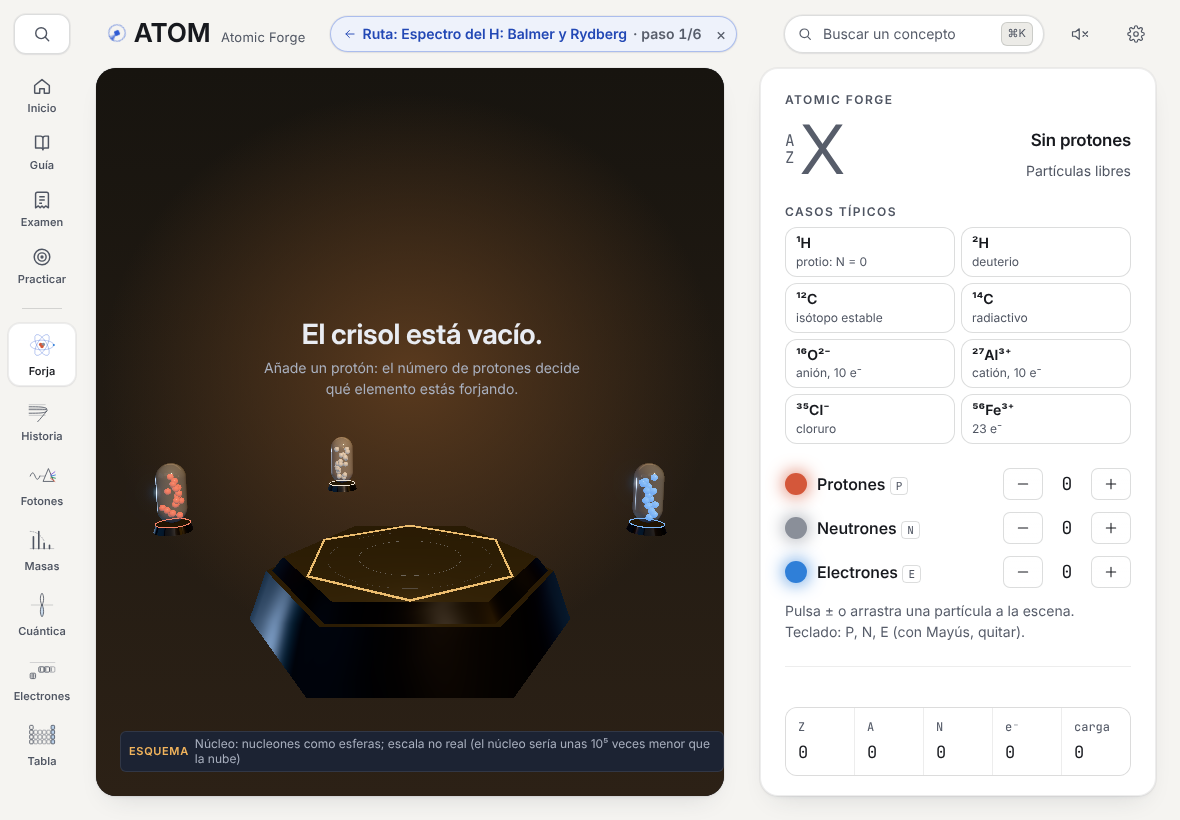 ATOM Atomic Forge
← Ruta: Espectro del H: Balmer y Rydberg · paso 1/6 ×
Buscar un concepto ⌘K
Inicio
Guía
Examen
Practicar
Forja
Historia
Fotones
Masas
Cuántica
Electrones
Tabla
El crisol está vacío.
Añade un protón: el número de protones decide
qué elemento estás forjando.
ESQUEMA Núcleo: nucleones como esferas; escala no real (el núcleo sería unas 10⁵ veces menor que
la nube)
ATOMIC FORGE
A
Z
X
Sin protones
Partículas libres
CASOS TÍPICOS
¹H
protio: N = 0
²H
deuterio
¹²C
isótopo estable
¹⁴C
radiactivo
¹⁶O²⁻
anión, 10 e⁻
²⁷Al³⁺
catión, 10 e⁻
³⁵Cl⁻
cloruro
⁵⁶Fe³⁺
23 e⁻
Protones P − 0 +
Neutrones N − 0 +
Electrones E − 0 +
Pulsa ± o arrastra una partícula a la escena.
Teclado: P, N, E (con Mayús, quitar).
Z A N e⁻ carga
0 0 0 0 0